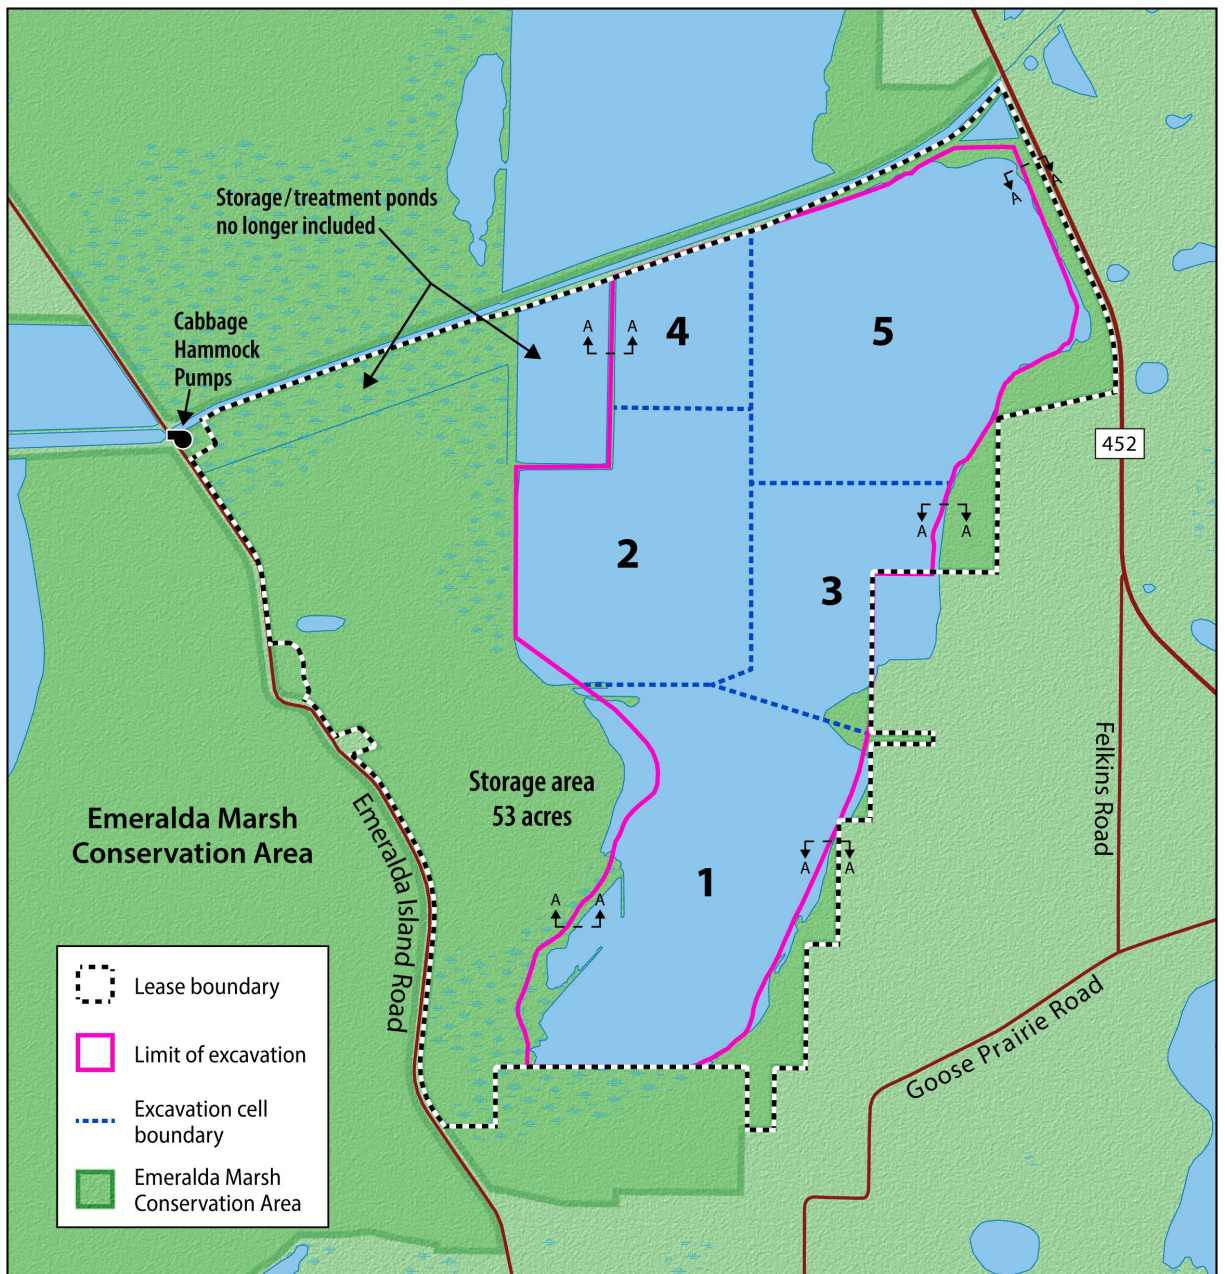 Storage/treatment ponds
no longer included
A
A
Cabbage
Hammock
Pumps
A
A
4
5
452
2
A
A
3
Storage area
53 acres
Felkins Road
Emeralda Marsh
Conservation Area
Emeralda Island Road
A
A
1
A
A
Goose Prairie Road
Lease boundary
Limit of excavation
Excavation cell
boundary
Emeralda Marsh
Conservation Area